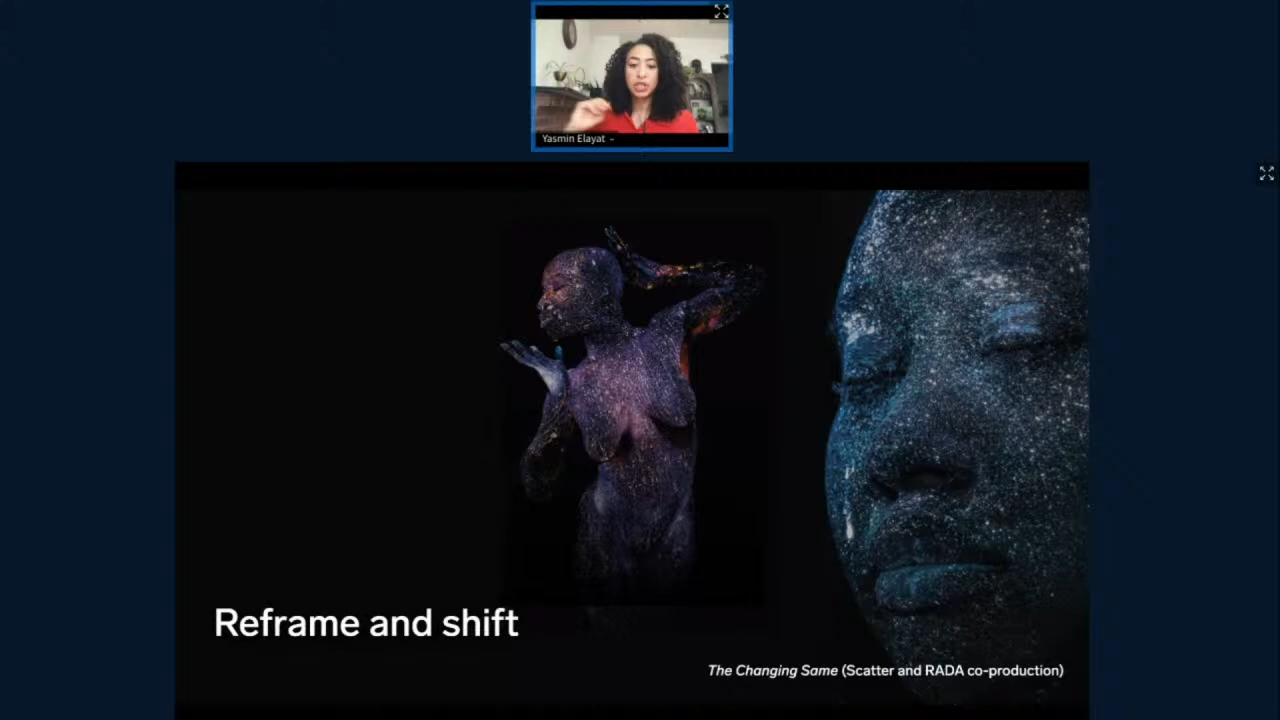 Yasmin Elayat
Reframe and shift
The Changing Same (Scatter and RADA co-production)